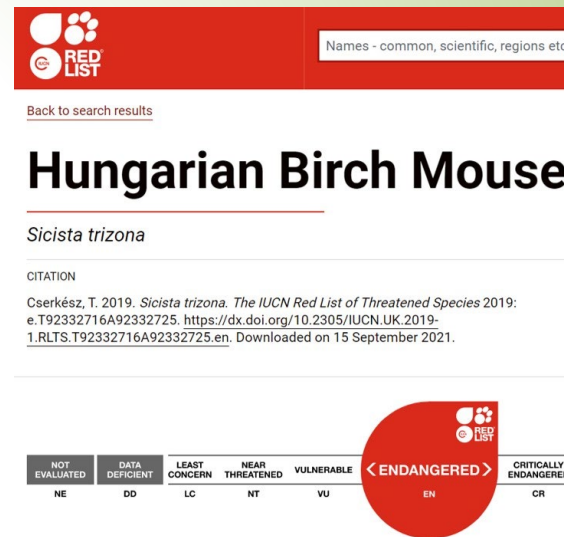 RED
LIST
Names - common, scientific, regions etc
Back to search results
Hungarian Birch Mouse
Sicista trizona
CITATION
Cserkész, T. 2019. Sicista trizona. The IUCN Red List of Threatened Species 2019:
e.T92332716A92332725. https://dx.doi.org/10.2305/IUCN.UK.2019-
1.RLTS.T92332716A92332725.en. Downloaded on 15 September 2021.
RED
LIST
NOT EVALUATED
DATA DEFICIENT
LEAST CONCERN
NEAR THREATENED
VULNERABLE
<ENDANGERED>
CRITICALLY ENDANGERED
NE
DD
LC
NT
VU
EN
CR